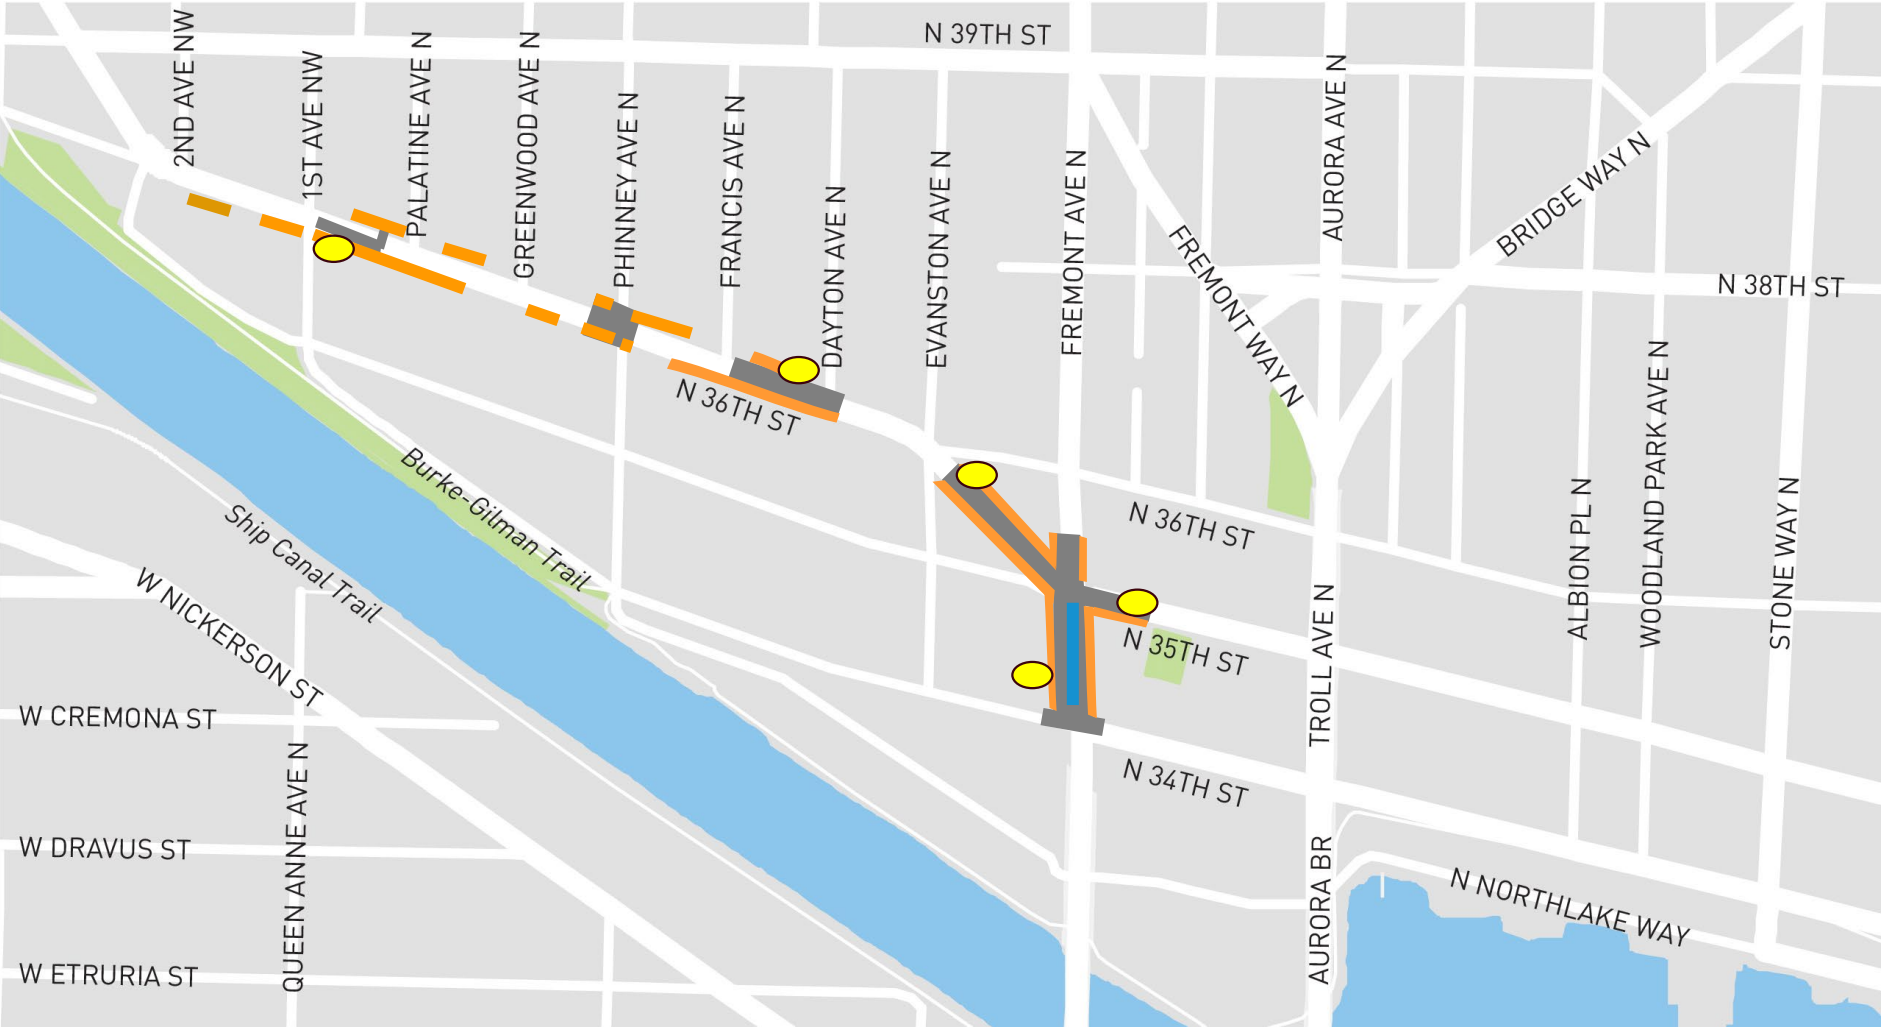 N 39TH ST
2ND AVE NW
1ST AVE NW
PALATINE AVE N
GREENWOOD AVE N
PHINNEY AVE N
FRANCIS AVE N
DAYTON AVE N
EVANSTON AVE N
FREMONT AVE N
FREMONT WAY N
AURORA AVE N
BRIDGE WAY N
N 38TH ST
N 36TH ST
N 36TH ST
Burke-Gilman Trail
Ship Canal Trail
W NICKERSON ST
N 35TH ST
TROLL AVE N
ALBION PL N
WOODLAND PARK AVE N
STONE WAY N
W CREMONA ST
QUEEN ANNE AVE N
N 34TH ST
W DRAVUS ST
AURORA BR
N NORTHLAKE WAY
W ETRURIA ST